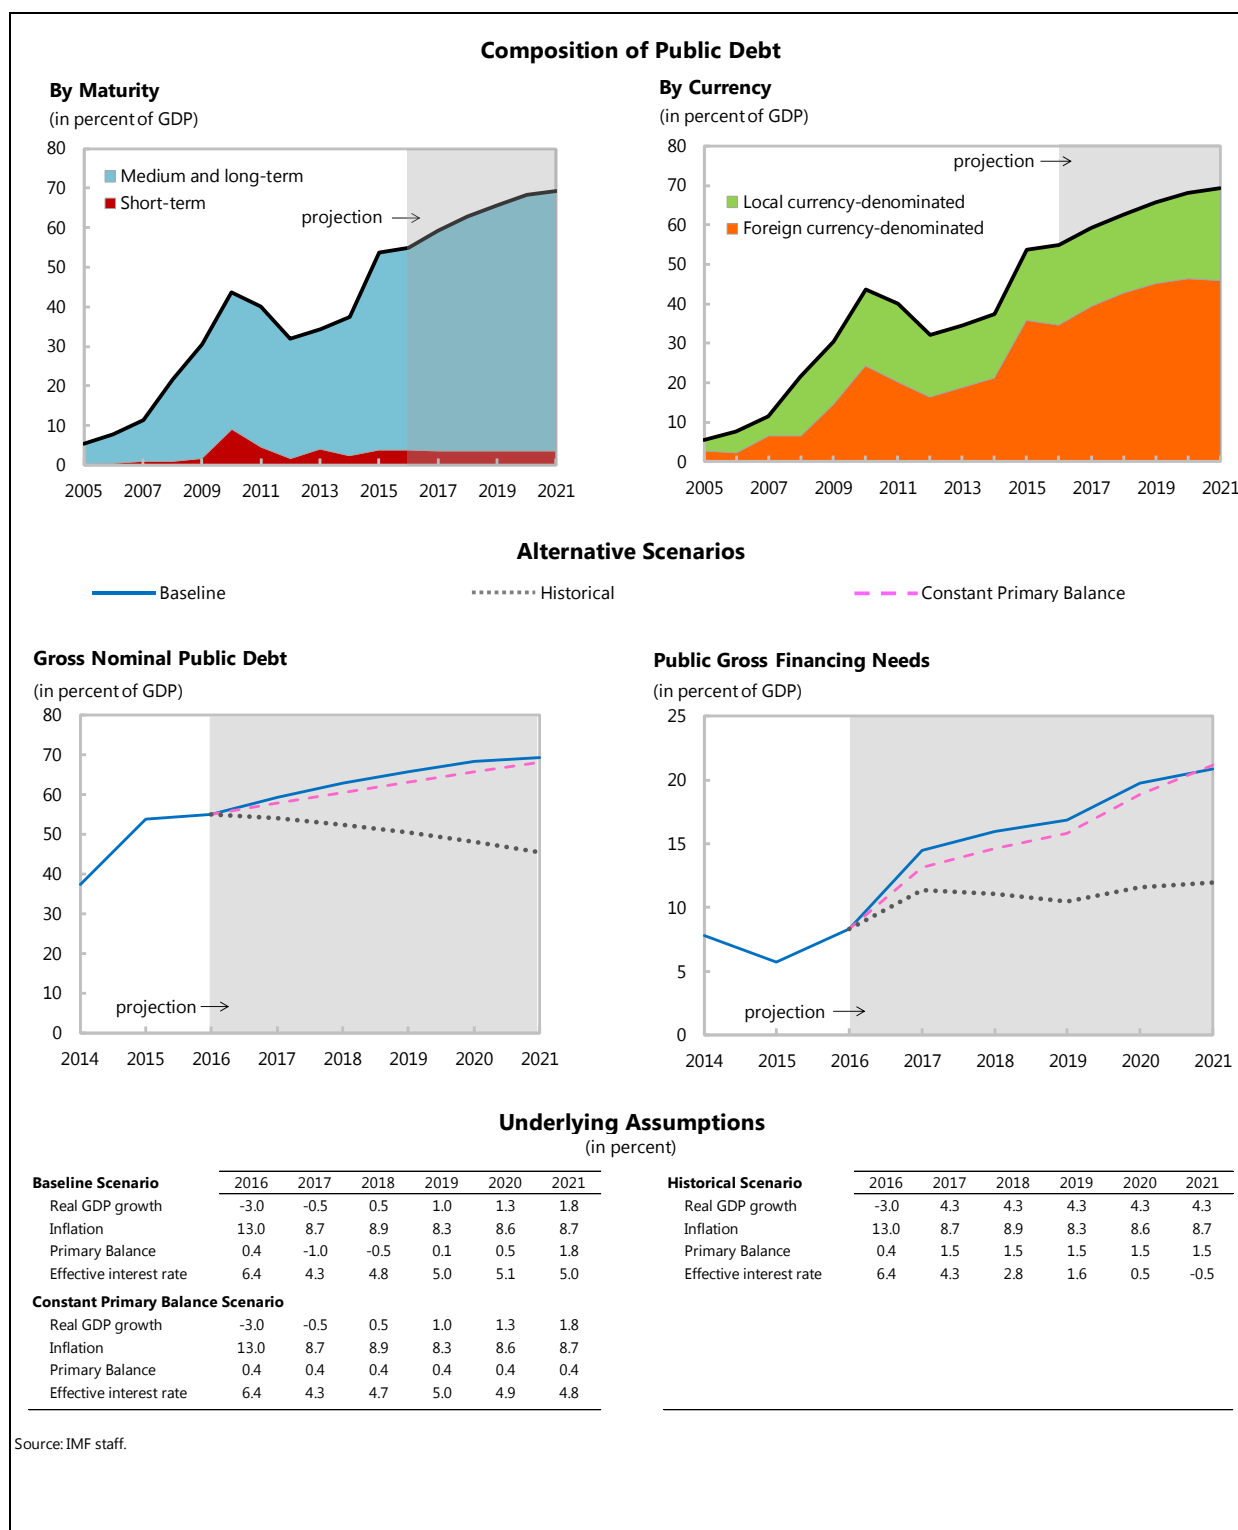 Composition of Public Debt
By Maturity
(in percent of GDP)
80
70
60
50
40
30
20
10
0
Medium and long-term
Short-term
projection
2005 2007 2009 2011 2013 2015 2017 2019 2021
By Currency
(in percent of GDP)
80
70
60
50
40
30
20
10
0
projection
Local currency-denominated
Foreign currency-denominated
2005 2007 2009 2011 2013 2015 2017 2019 2021
Alternative Scenarios
Baseline Historical Constant Primary Balance
Gross Nominal Public Debt
(in percent of GDP)
80
70
60
50
40
30
20
10
0
projection
2014 2015 2016 2017 2018 2019 2020 2021
Public Gross Financing Needs
(in percent of GDP)
25
20
15
10
5
0
projection
2014 2015 2016 2017 2018 2019 2020 2021
Underlying Assumptions
(in percent)
Baseline Scenario 2016 2017 2018 2019 2020 2021
Real GDP growth -3.0 -0.5 0.5 1.0 1.3 1.8
Inflation 13.0 8.7 8.9 8.3 8.6 8.7
Primary Balance 0.4 -1.0 -0.5 0.1 0.5 1.8
Effective interest rate 6.4 4.3 4.8 5.0 5.1 5.0
Constant Primary Balance Scenario
Real GDP growth -3.0 -0.5 0.5 1.0 1.3 1.8
Inflation 13.0 8.7 8.9 8.3 8.6 8.7
Primary Balance 0.4 0.4 0.4 0.4 0.4 0.4
Effective interest rate 6.4 4.3 4.7 5.0 4.9 4.8
Historical Scenario 2016 2017 2018 2019 2020 2021
Real GDP growth -3.0 4.3 4.3 4.3 4.3 4.3
Inflation 13.0 8.7 8.9 8.3 8.6 8.7
Primary Balance 0.4 1.5 1.5 1.5 1.5 1.5
Effective interest rate 6.4 4.3 2.8 1.6 0.5 -0.5
Source: IMF staff.